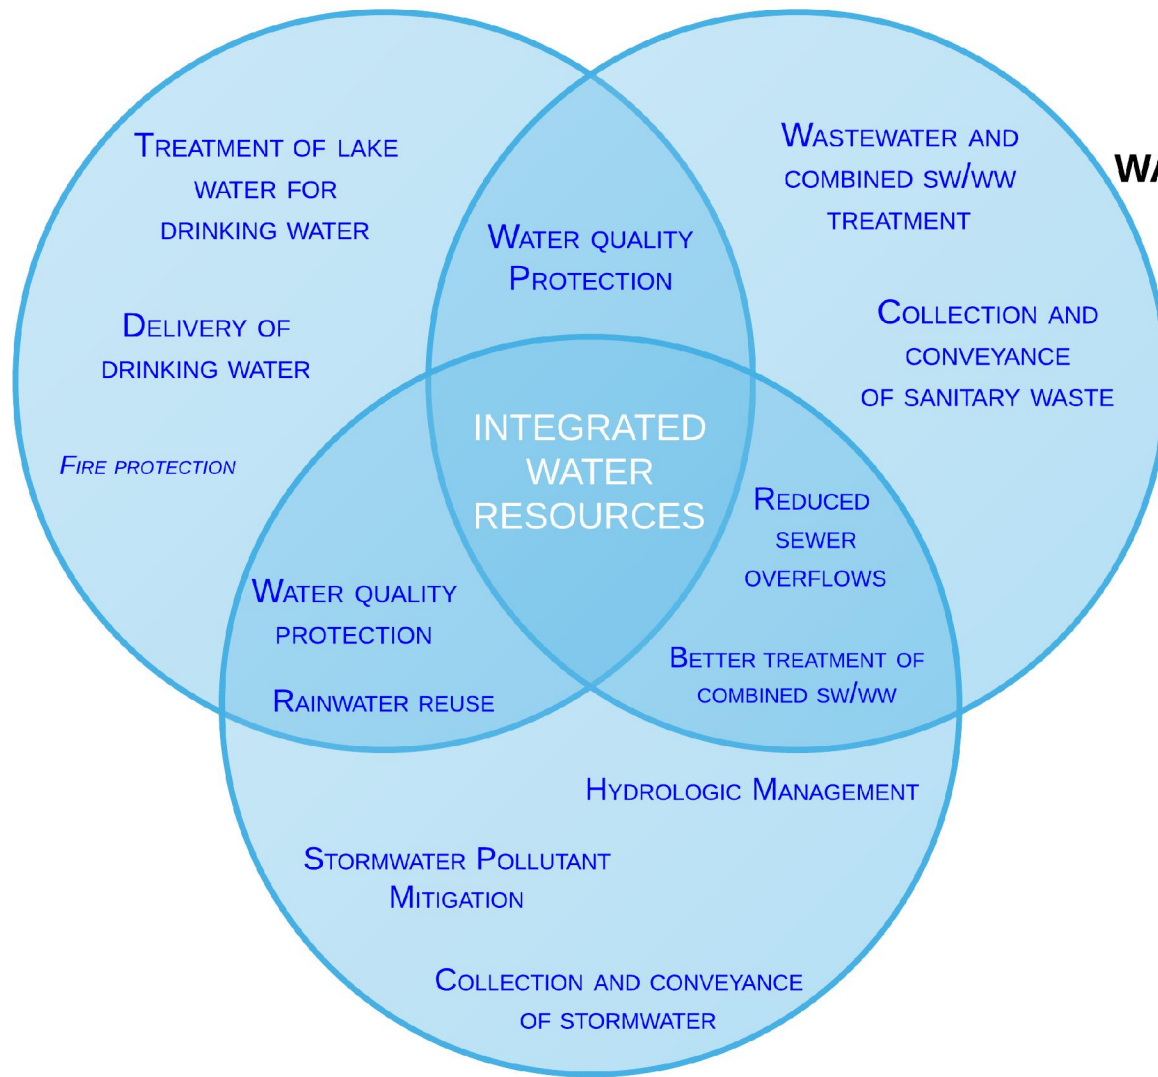 Treatment of lake
water for
drinking water
Delivery of
drinking water
Fire protection
Water quality
Protection
Wastewater and
combined sw/ww
treatment
Collection and
conveyance
of sanitary waste
INTEGRATED
WATER
RESOURCES
Water quality
protection
Rainwater reuse
Reduced
sewer
overflows
Better treatment of
combined sw/ww
Hydrologic Management
Stormwater Pollutant
Mitigation
Collection and conveyance
of stormwater